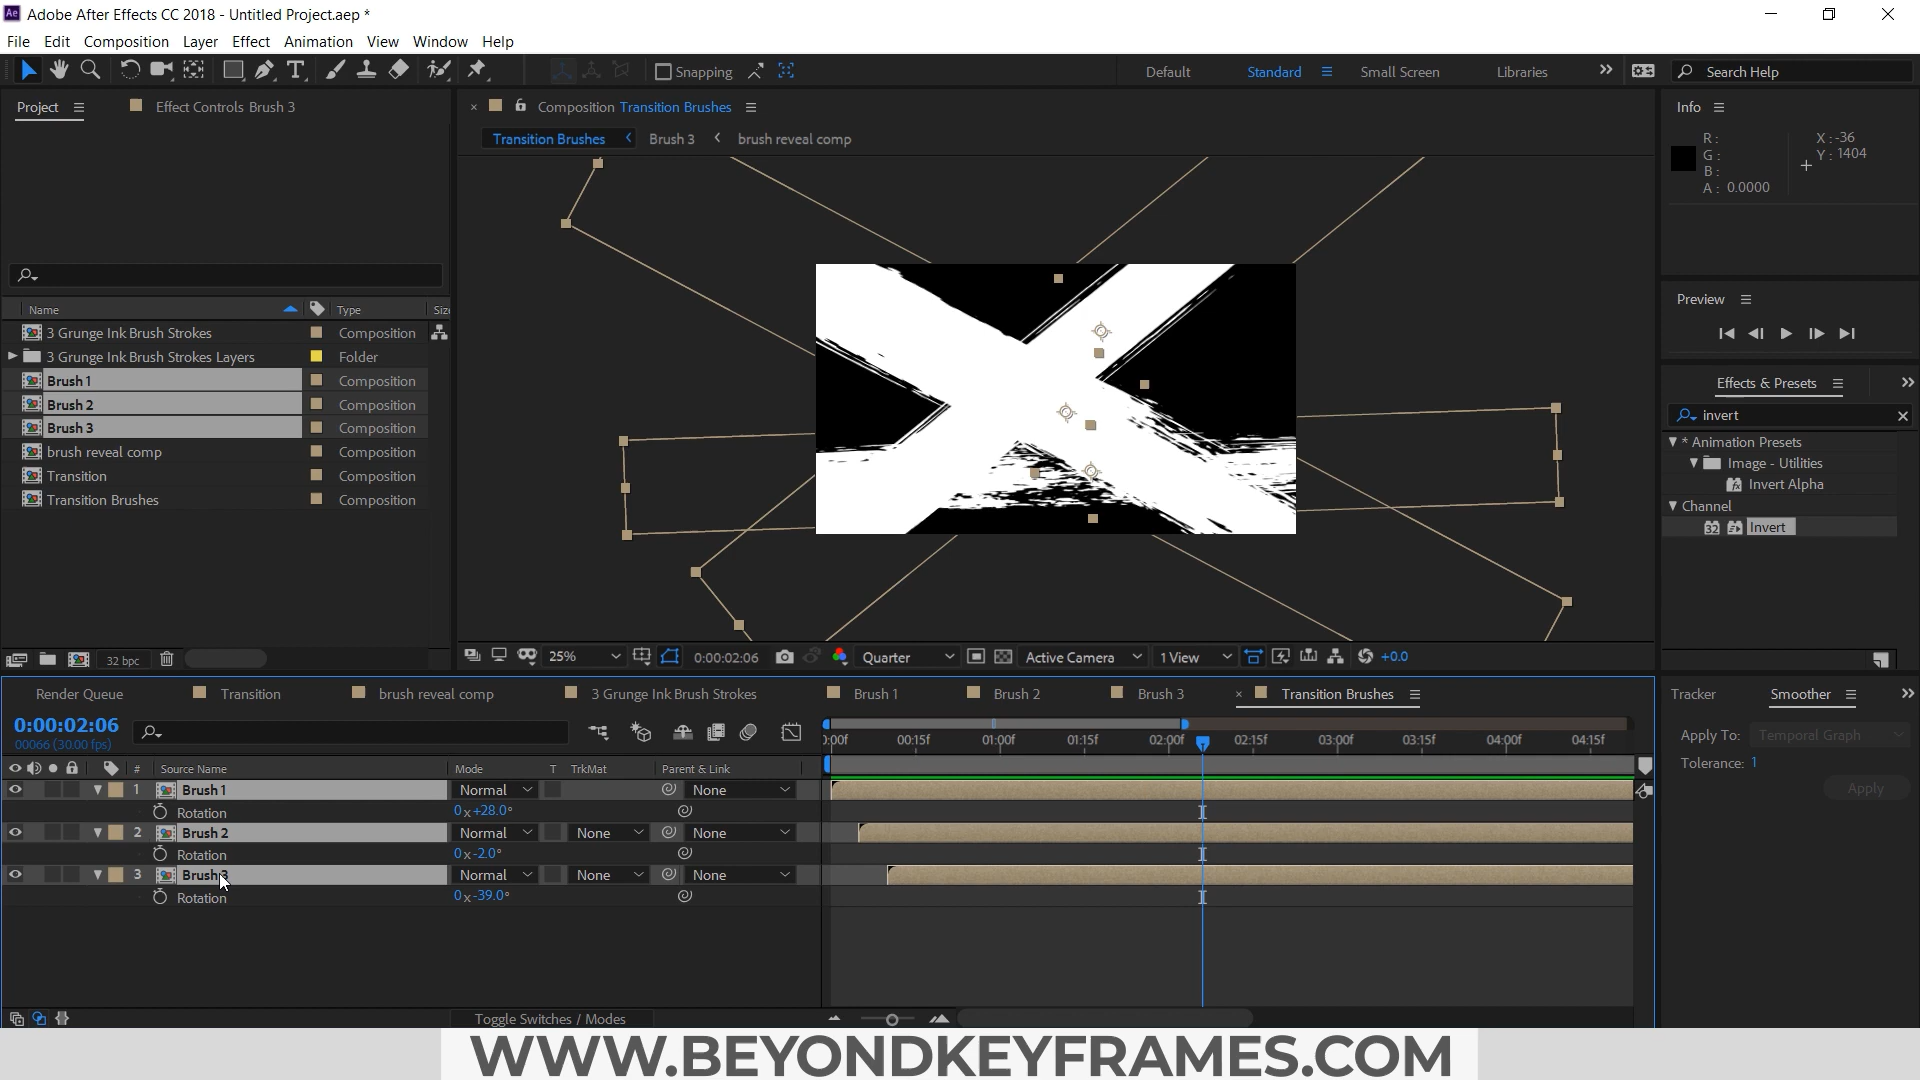 Adobe After Effects CC 2018 - Untitled Project.aep *
File Edit Composition Layer Effect Animation View Window Help
Snapping
Default Standard Small Screen Libraries
Search Help
Project Effect Controls Brush 3
Composition Transition Brushes
Info
Transition Brushes Brush 3 brush reveal comp
R : X : -36
G : Y : 1404
B :
A : 0.0000
Preview
Name Type Size
3 Grunge Ink Brush Strokes Composition
3 Grunge Ink Brush Strokes Layers Folder
Brush 1 Composition
Brush 2 Composition
Brush 3 Composition
brush reveal comp Composition
Transition Composition
Transition Brushes Composition
Effects & Presets
invert
* Animation Presets
Image - Utilities
Invert Alpha
Channel
32 Invert
32 bpc
25% 0:00:02:06 Quarter Active Camera 1 View +0.0
Render Queue Transition brush reveal comp 3 Grunge Ink Brush Strokes Brush 1 Brush 2 Brush 3 Transition Brushes
Tracker Smoother
0:00:02:06
00066 (30.00 fps)
00:15f 01:00f 01:15f 02:00f 02:15f 03:00f 03:15f 04:00f 04:15f
Apply To: Temporal Graph
Tolerance: 1
Apply
# Source Name Mode T TrkMat Parent & Link
1 Brush 1 Normal None
Rotation 0 x +28.0°
2 Brush 2 Normal None None
Rotation 0 x -2.0°
3 Brush Normal None None
Rotation 0 x -39.0°
Toggle Switches / Modes
WWW.BEYONDKEYFRAMES.COM